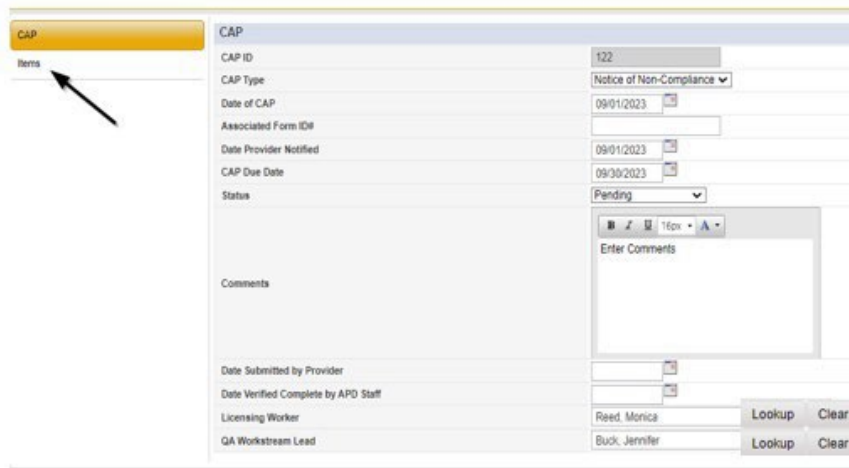 CAP
Items
CAP
CAP ID 122
CAP Type Notice of Non-Compliance
Date of CAP 09/01/2023
Associated Form ID#
Date Provider Notified 09/01/2023
CAP Due Date 09/30/2023
Status Pending
B I U 16px A
Enter Comments
Comments
Date Submitted by Provider
Date Verified Complete by APD Staff
Licensing Worker Reed, Monica Lookup Clear
QA Workstream Lead Buck, Jennifer Lookup Clear